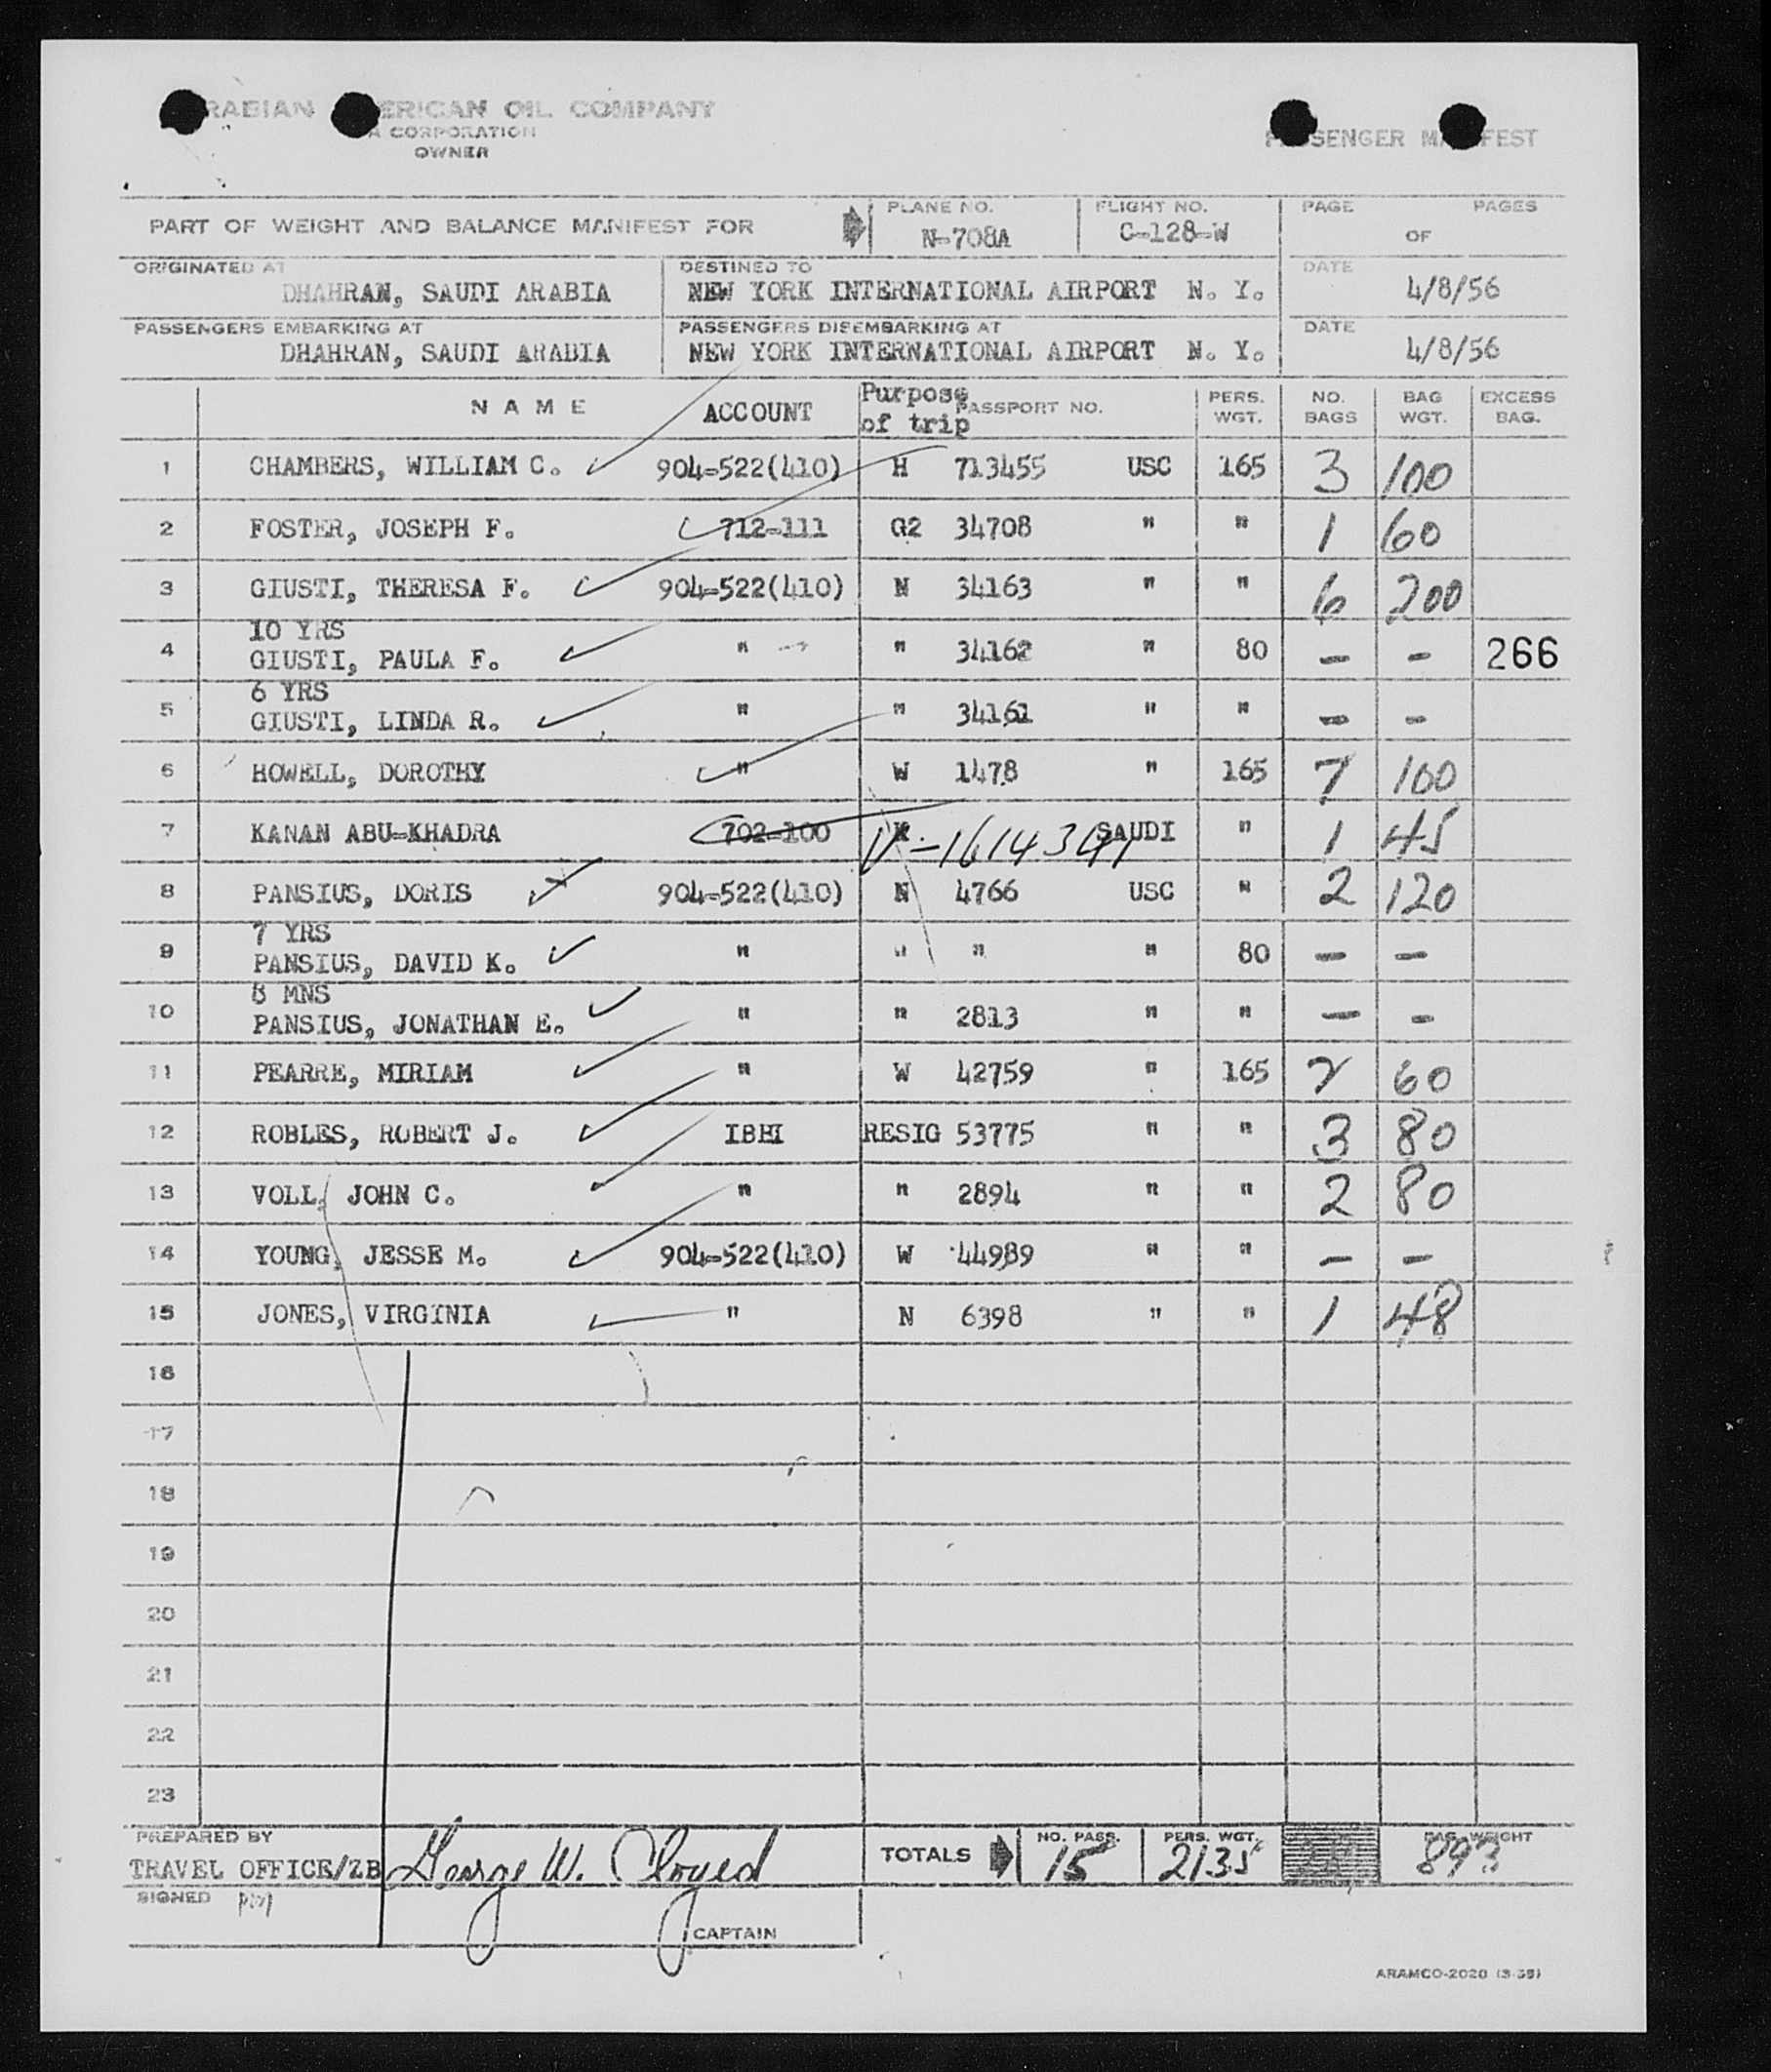 RABIAN ERICAN OIL COMPANY
A CORPORATION
OWNER
SENGER M FEST
PART OF WEIGHT AND BALANCE MANIFEST FOR
PLANE NO.
N-708A
FLIGHT NO.
C-128-W
PAGE PAGES
OF
ORIGINATED AT
DHAHRAN, SAUDI ARABIA
DESTINED TO
NEW YORK INTERNATIONAL AIRPORT N. Y.
DATE
4/8/56
PASSENGERS EMBARKING AT
DHAHRAN, SAUDI ARABIA
PASSENGERS DISEMBARKING AT
NEW YORK INTERNATIONAL AIRPORT N. Y.
DATE
4/8/56
NAME ACCOUNT Purpose of trip PASSPORT NO. PERS. WGT. NO. BAGS BAG WGT. EXCESS BAG.
1 CHAMBERS, WILLIAM C. 904-522(410) H 713455 USC 165 3 100
2 FOSTER, JOSEPH F. 712-111 G2 34708 " " 1 60
3 GIUSTI, THERESA F. 904-522(410) N 34163 " " 6 200
10 YRS
4 GIUSTI, PAULA F. " " 34162 " 80 - - 266
6 YRS
5 GIUSTI, LINDA R. " " 34161 " " - -
6 HOWELL, DOROTHY " W 1478 " 165 7 100
7 KANAN ABU-KHADRA 702-100 K V-1614341 SAUDI " 1 45
8 PANSIUS, DORIS 904-522(410) N 4766 USC " 2 120
7 YRS
9 PANSIUS, DAVID K. " " " " 80 - -
8 MNS
10 PANSIUS, JONATHAN E. " " 2813 " " - -
11 PEARRE, MIRIAM " W 42759 " 165 2 60
12 ROBLES, ROBERT J. IBHI RESIG 53775 " " 3 80
13 VOLL, JOHN C. " " 2894 " " 2 80
14 YOUNG, JESSE M. 904-522(410) W 44989 " " - -
15 JONES, VIRGINIA " N 6398 " " 1 48
16
17
18
19
20
21
22
23
PREPARED BY
TRAVEL OFFICE/ZB
George W. Cloyed
TOTALS
NO. PASS.
15
PERS. WGT.
2135
BAG WEIGHT
893
SIGNED
CAPTAIN
ARAMCO-2020 (3-55)